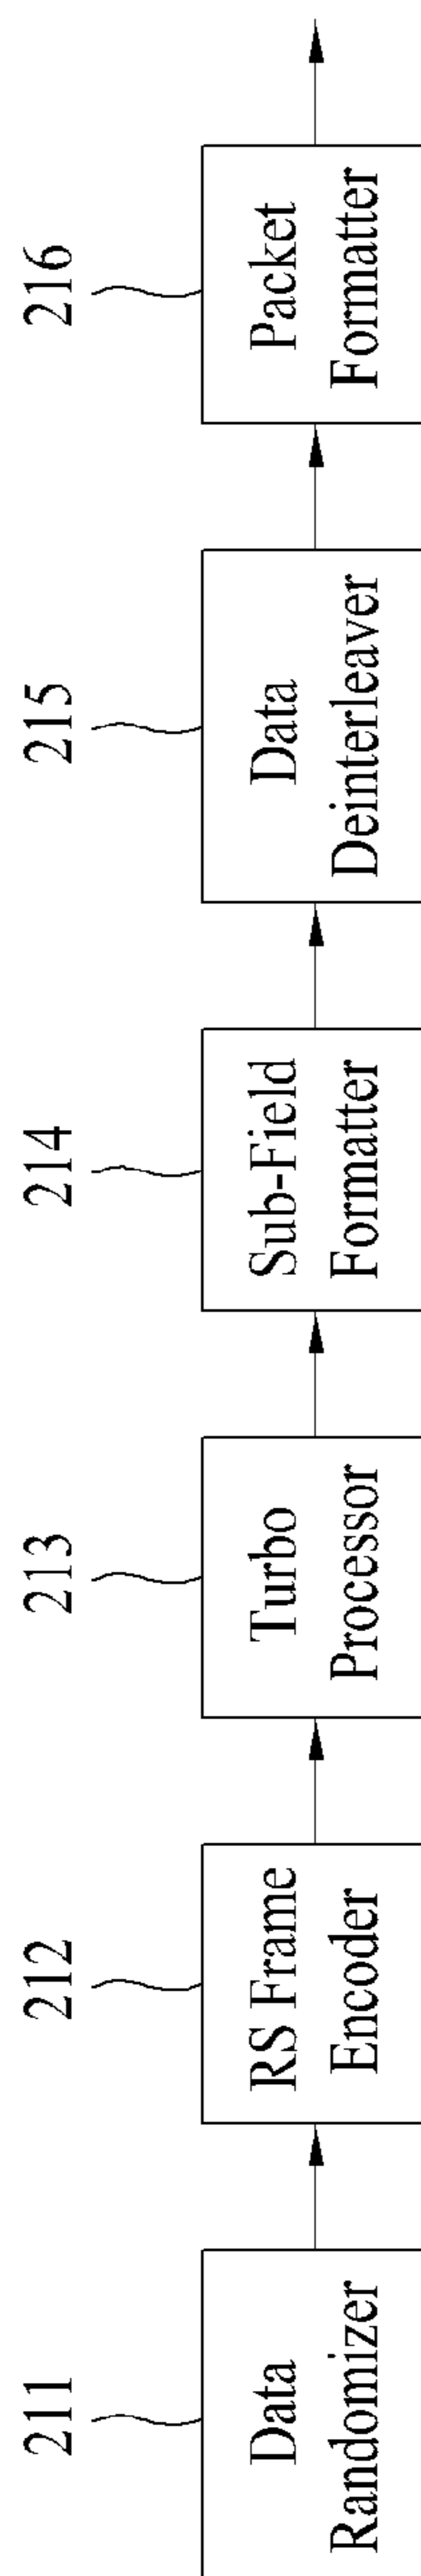 211
Data
Randomizer
212
RS Frame
Encoder
213
Turbo
Processor
214
Sub-Field
Formatter
215
Data
Deinterleaver
216
Packet
Formatter